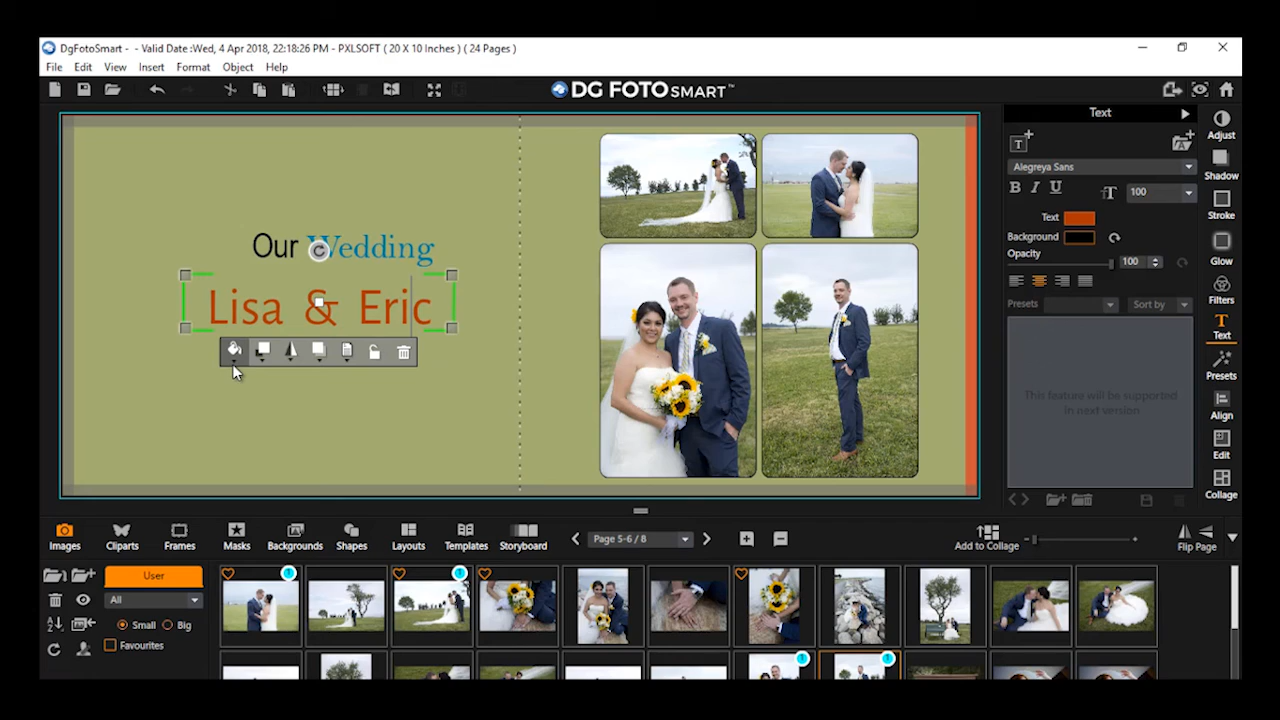 DgFotoSmart - - Valid Date :Wed, 4 Apr 2018, 22:18:26 PM - PXLSOFT ( 20 X 10 Inches ) ( 24 Pages )
File Edit View Insert Format Object Help
DG FOTO SMART™
Text
Adjust
Alegreya Sans
B I U TT 100
Shadow
Text
Stroke
Background
Our Wedding
Opacity 100
Glow
Lisa & Eric
Presets Sort by
Filters
T
Text
This feature will be supported
in next version
Presets
Align
Edit
Collage
Images Cliparts Frames Masks Backgrounds Shapes Layouts Templates Storyboard
Page 5-6 / 8
Add to Collage
Flip Page
User
All
Small Big
Favourites